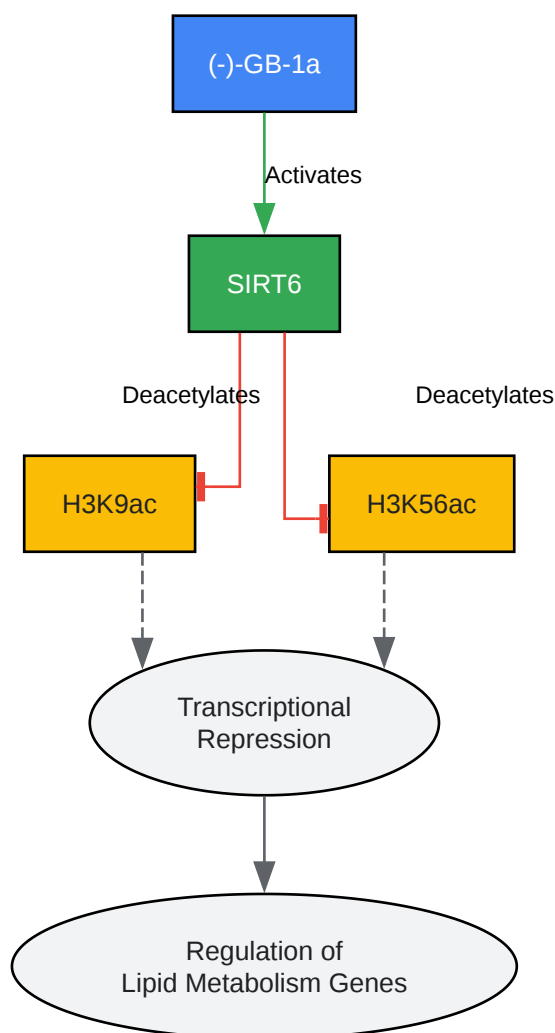 (-)-GB-1a
Activates
SIRT6
Deacetylates
Deacetylates
H3K9ac
H3K56ac
Transcriptional
Repression
Regulation of
Lipid Metabolism Genes